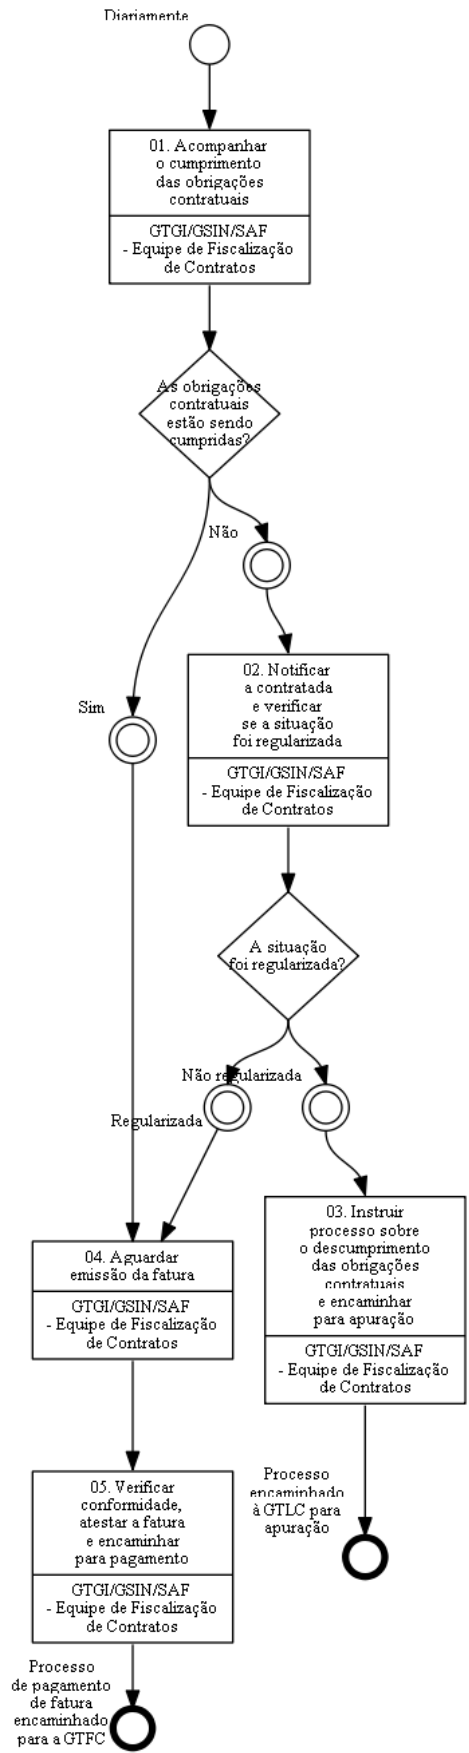 Diariamente
01. Acompanhar
o cumprimento
das obrigações
contratuais
GTGI/GSIN/SAF
- Equipe de Fiscalização
de Contratos
As obrigações
contratuais
estão sendo
cumpridas?
Não
Sim
02. Notificar
a contratada
e verificar
se a situação
foi regularizada
GTGI/GSIN/SAF
- Equipe de Fiscalização
de Contratos
A situação
foi regularizada?
Não regularizada
Regularizada
03. Instruir
processo sobre
o descumprimento
das obrigações
contratuais
e encaminhar
para apuração
GTGI/GSIN/SAF
- Equipe de Fiscalização
de Contratos
04. Aguardar
emissão da fatura
GTGI/GSIN/SAF
- Equipe de Fiscalização
de Contratos
Processo
encaminhado
à GTLC para
apuração
05. Verificar
conformidade,
atestar a fatura
e encaminhar
para pagamento
GTGI/GSIN/SAF
- Equipe de Fiscalização
de Contratos
Processo
de pagamento
de fatura
encaminhado
para a GTFC